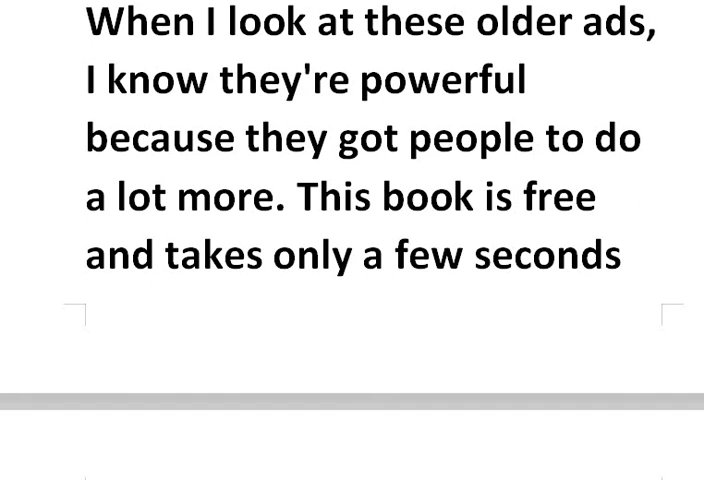 When I look at these older ads,
I know they're powerful
because they got people to do
a lot more. This book is free
and takes only a few seconds